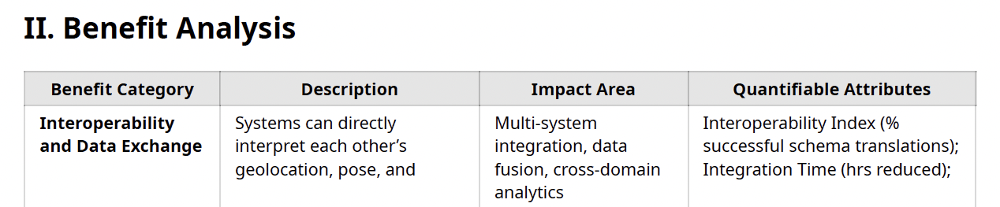 II. Benefit Analysis
Benefit Category
Description
Impact Area
Quantifiable Attributes
Interoperability
and Data Exchange
Systems can directly
interpret each other’s
geolocation, pose, and
Multi-system
integration, data
fusion, cross-domain
analytics
Interoperability Index (%
successful schema translations);
Integration Time (hrs reduced);